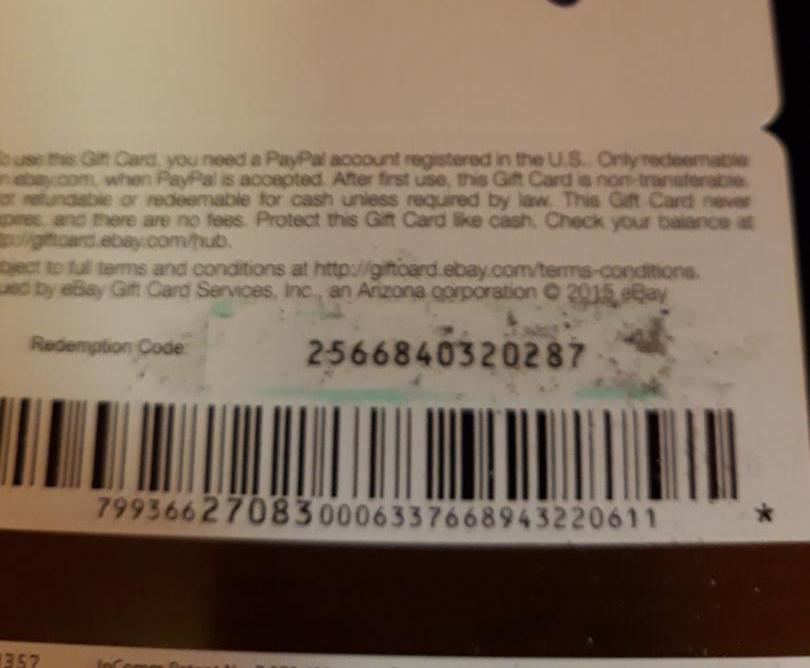 use this Gift Card, you need a PayPal account registered in the U.S.. Only redeemable
ebay.com, when PayPal is accepted. After first use, this Gift Card is non-transferable,
refundable or redeemable for cash unless required by law. This Gift Card never
and there are no fees. Protect this Gift Card like cash. Check your balance at
://giftcard.ebay.com/hub.
to full terms and conditions at http://giftcard.ebay.com/terms-conditions.
by eBay Gift Card Services, Inc., an Arizona corporation © 2015 eBay
Redemption Code: 2566840320287
799366270830006337668943220611 *
1357